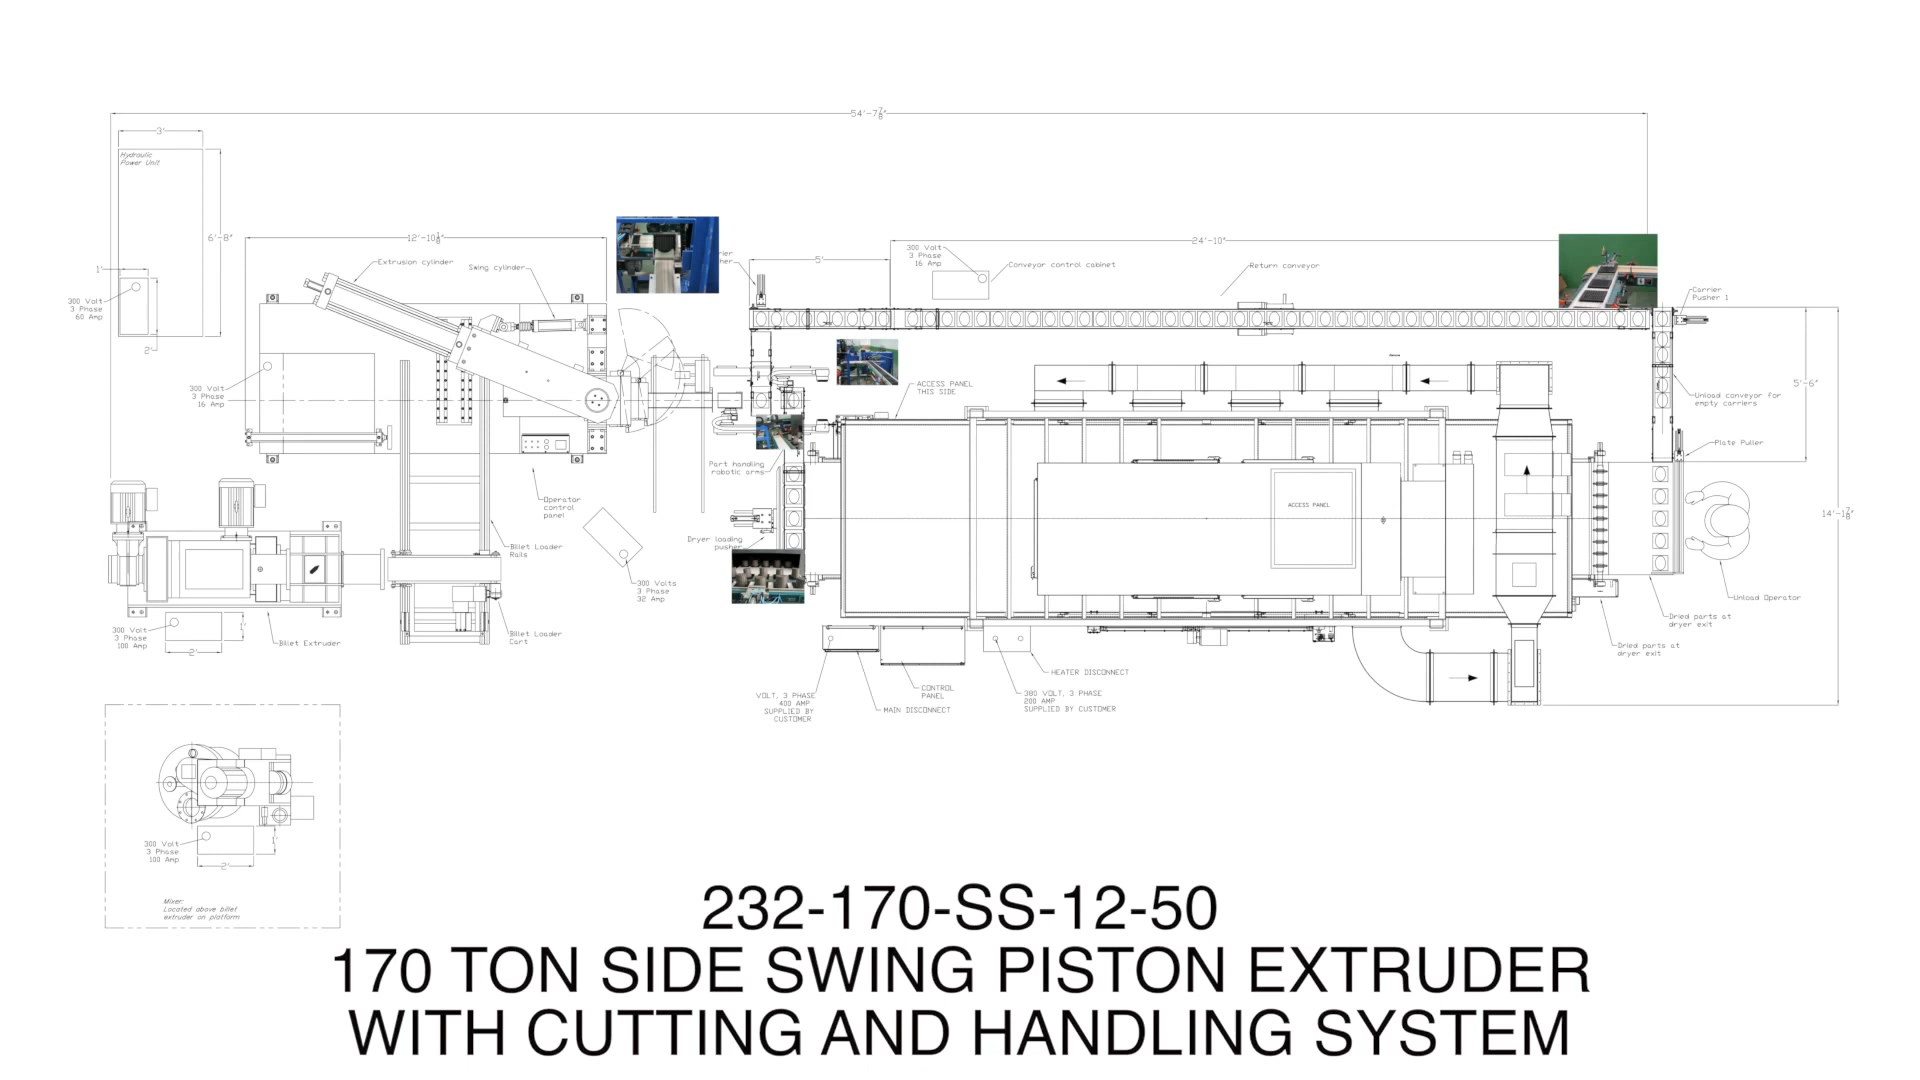 54'-7 7/8"
3'
Hydraulic
Power Unit
6'-8"
1'
300 Volt
3 Phase
60 Amp
2'
12'-10 1/8"
Extrusion cylinder
Swing cylinder
5'
24'-10"
300 Volt
3 Phase
16 Amp
Conveyor control cabinet
Return conveyor
Carrier
Pusher 1
300 Volt
3 Phase
16 Amp
ACCESS PANEL
THIS SIDE
5'-6"
Unload conveyor for
empty carriers
Plate Puller
Part handling
robotic arms
Operator
control
panel
ACCESS PANEL
14'-1 7/8"
Dryer loading
pusher
Billet Loader
Rails
300 Volts
3 Phase
32 Amp
Unload Operator
Dried parts at
dryer exit
Dried parts at
dryer exit
300 Volt
3 Phase
100 Amp
1'
2'
Billet Extruder
Billet Loader
Cart
HEATER DISCONNECT
VOLT, 3 PHASE
400 AMP
SUPPLIED BY
CUSTOMER
CONTROL
PANEL
MAIN DISCONNECT
380 VOLT, 3 PHASE
200 AMP
SUPPLIED BY CUSTOMER
300 Volt
3 Phase
100 Amp
1'
2'
Mixer:
Located above billet
extruder on platform
232-170-SS-12-50
170 TON SIDE SWING PISTON EXTRUDER
WITH CUTTING AND HANDLING SYSTEM